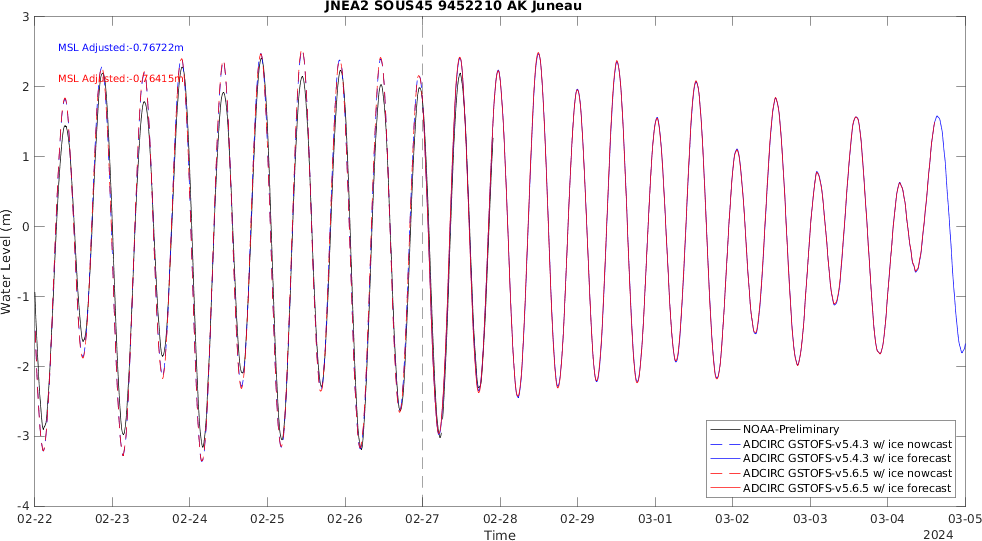 JNEA2 SOUS45 9452210 AK Juneau
3
2
1
0
-1
-2
-3
-4
Water Level (m)
MSL Adjusted:-0.76722m
MSL Adjusted:-0.76415m
NOAA-Preliminary
ADCIRC GSTOFS-v5.4.3 w/ ice nowcast
ADCIRC GSTOFS-v5.4.3 w/ ice forecast
ADCIRC GSTOFS-v5.6.5 w/ ice nowcast
ADCIRC GSTOFS-v5.6.5 w/ ice forecast
02-22 02-23 02-24 02-25 02-26 02-27 02-28 02-29 03-01 03-02 03-03 03-04 03-05
Time
2024